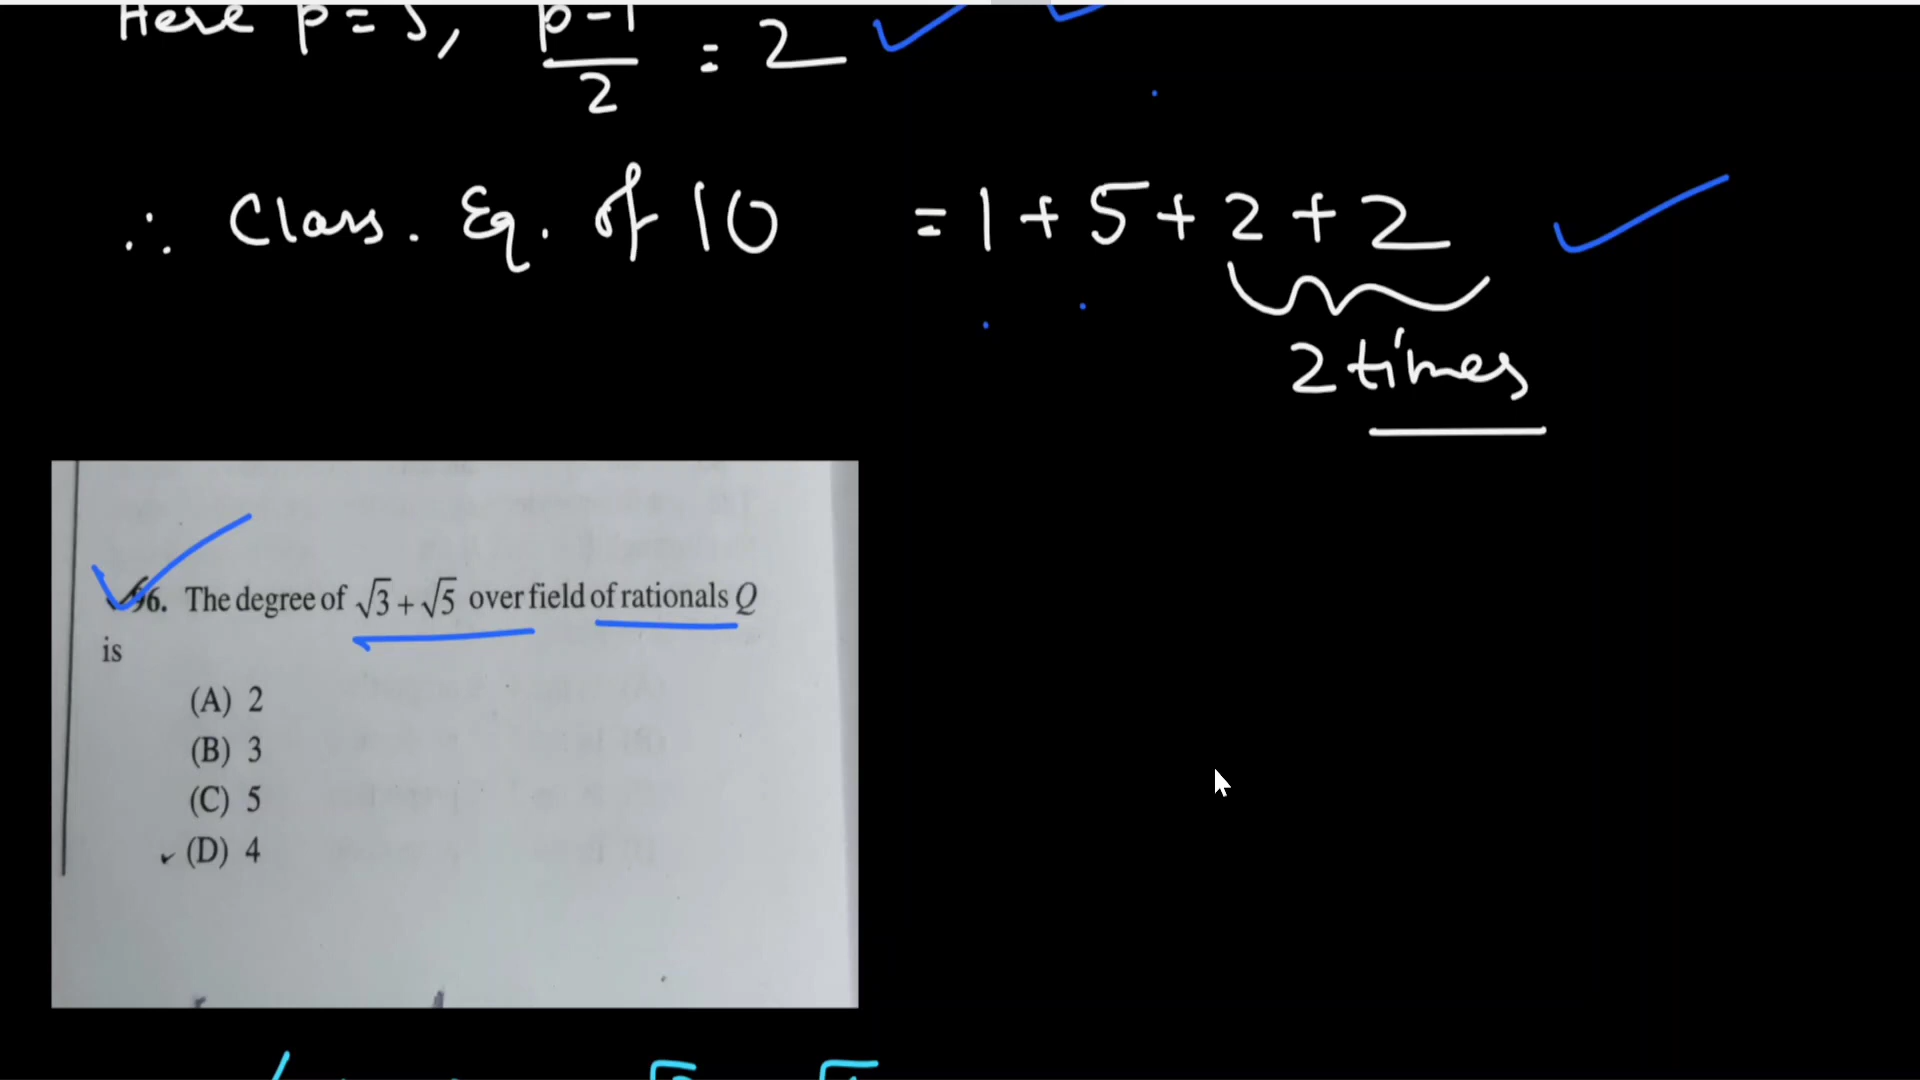 Here p = 5, p-1/2 = 2
∴ Class. Eq. of 10 = 1 + 5 + 2 + 2
2 times
96. The degree of √3 + √5 over field of rationals Q
is
(A) 2
(B) 3
(C) 5
(D) 4